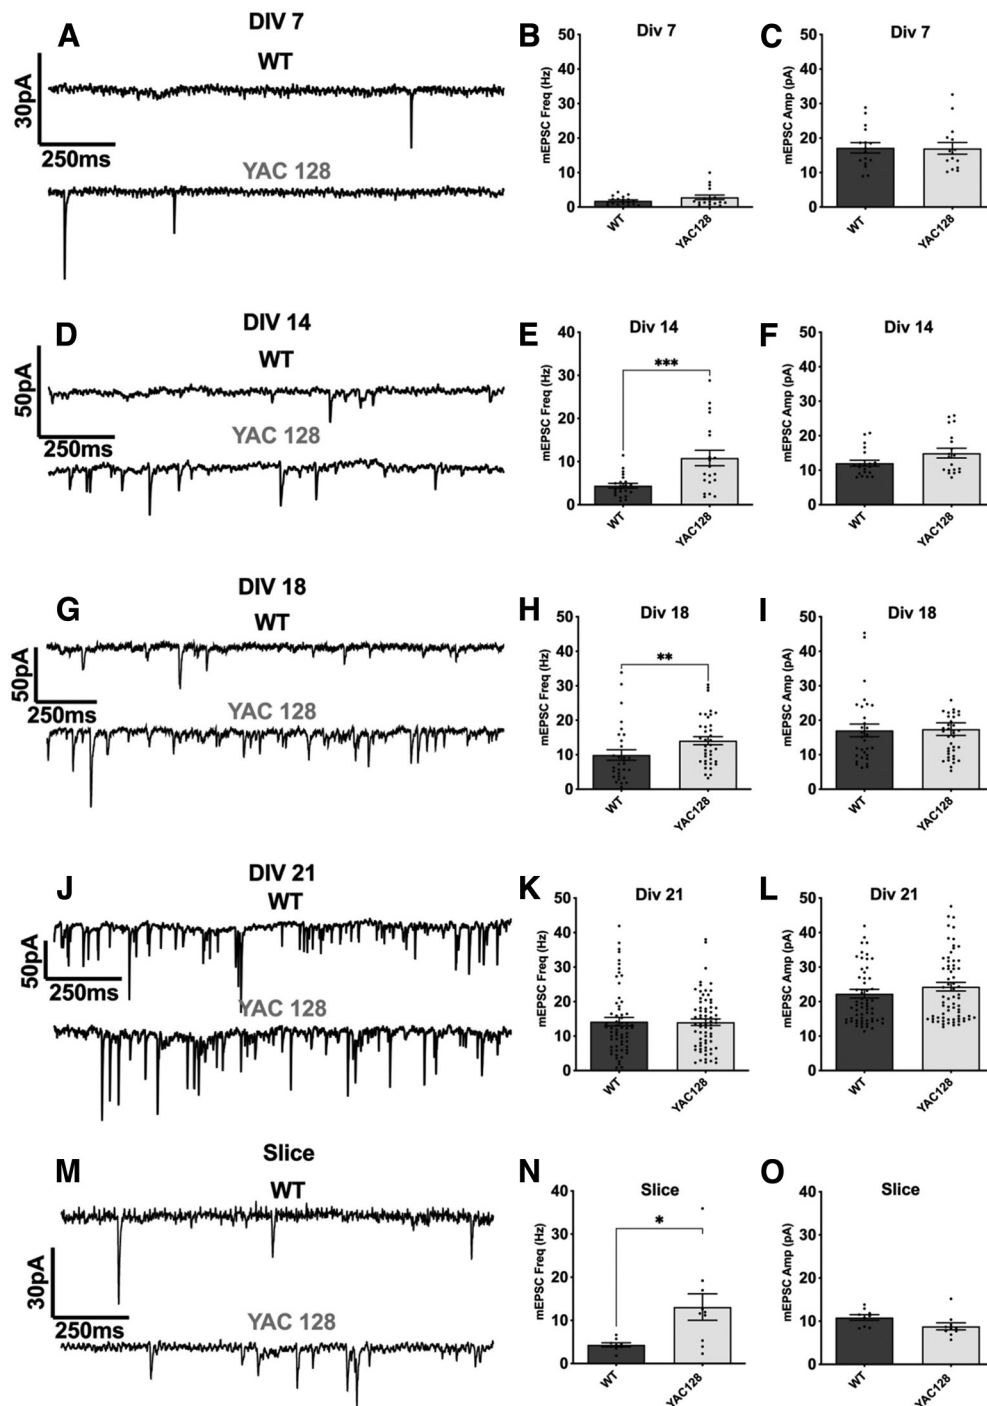 A
DIV 7
WT
30pA
250ms
YAC 128
B
Div 7
mEPSC Freq (Hz)
50
40
30
20
10
0
WT
YAC128
C
Div 7
mEPSC Amp (pA)
50
40
30
20
10
0
WT
YAC128
D
DIV 14
WT
50pA
250ms
YAC 128
E
Div 14
mEPSC Freq (Hz)
40
30
20
10
0
***
WT
YAC128
F
Div 14
mEPSC Amp (pA)
50
40
30
20
10
0
WT
YAC128
G
DIV 18
WT
50pA
250ms
YAC 128
H
Div 18
mEPSC Freq (Hz)
50
40
30
20
10
0
**
WT
YAC128
I
Div 18
mEPSC Amp (pA)
50
40
30
20
10
0
WT
YAC128
J
DIV 21
WT
50pA
250ms
YAC 128
K
Div 21
mEPSC Freq (Hz)
50
40
30
20
10
0
WT
YAC128
L
Div 21
mEPSC Amp (pA)
50
40
30
20
10
0
WT
YAC128
M
Slice
WT
30pA
250ms
YAC 128
N
Slice
mEPSC Freq (Hz)
40
30
20
10
0
*
WT
YAC128
O
Slice
mEPSC Amp (pA)
40
30
20
10
0
WT
YAC128